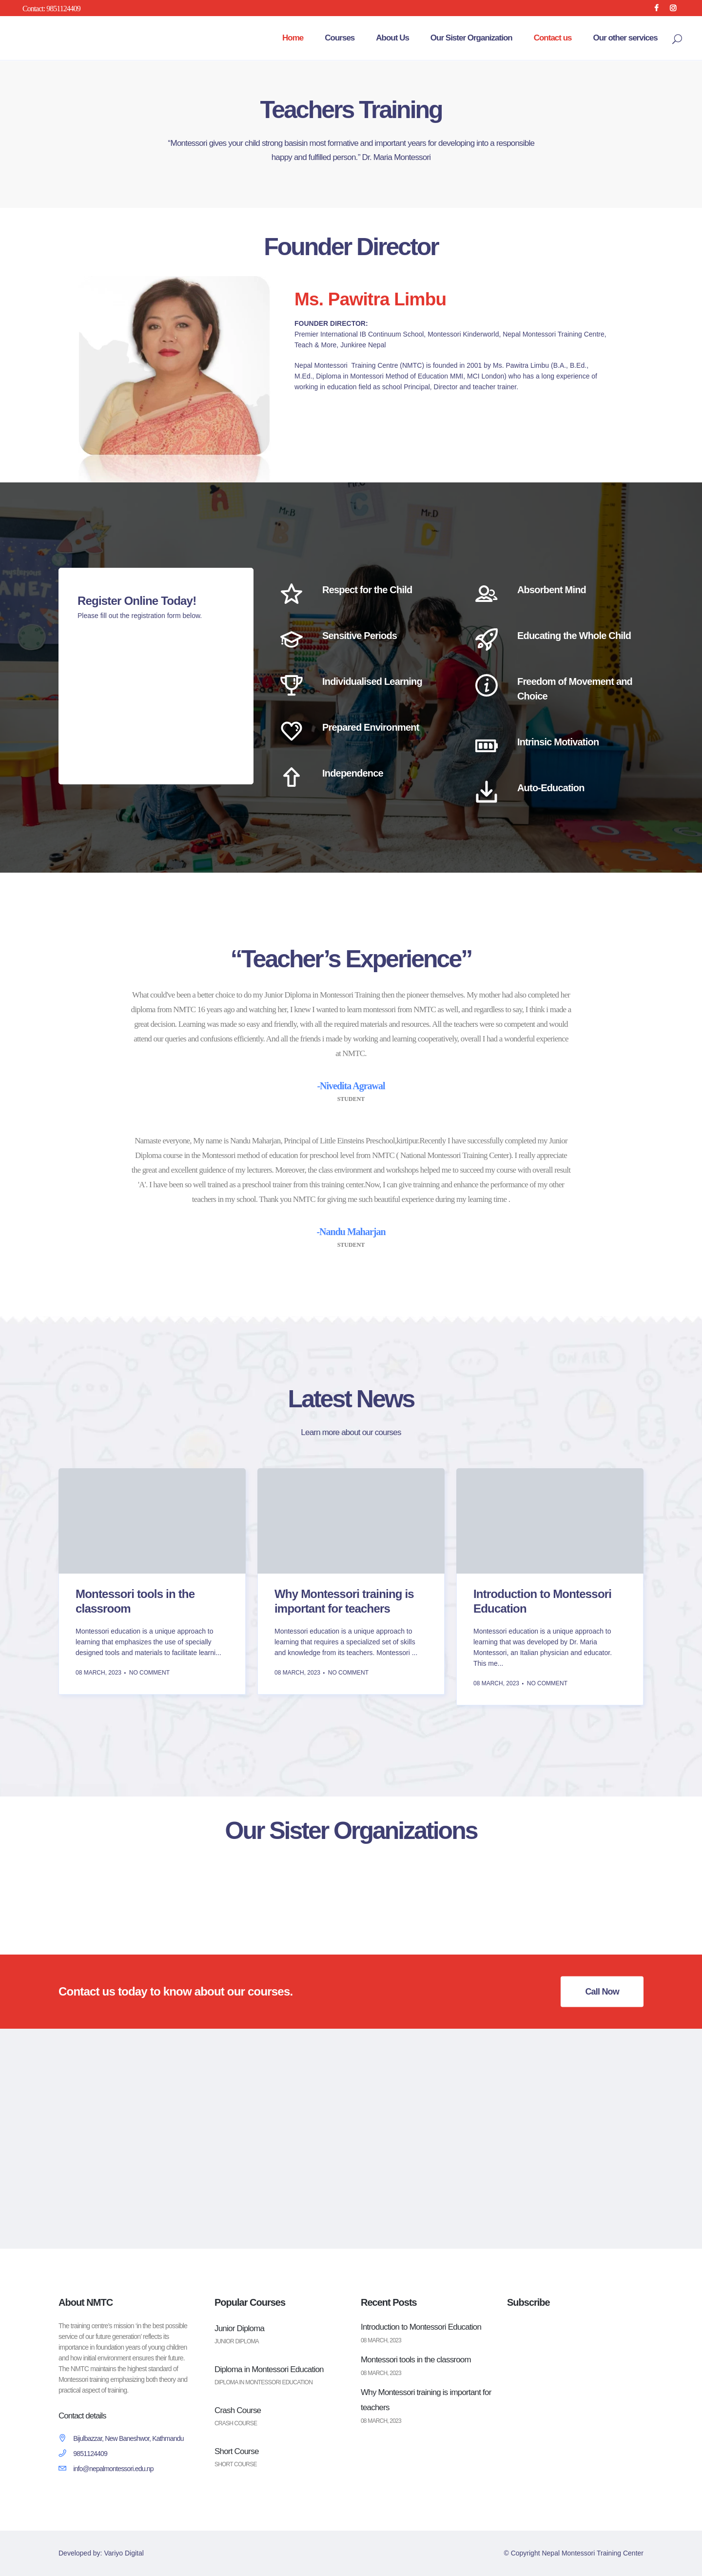 Contact: 9851124409
Home Courses About Us Our Sister Organization Contact us Our other services
Teachers Training
“Montessori gives your child strong basisin most formative and important years for developing into a responsible
happy and fulfilled person.” Dr. Maria Montessori
Founder Director
Ms. Pawitra Limbu
FOUNDER DIRECTOR:
Premier International IB Continuum School, Montessori Kinderworld, Nepal Montessori Training Centre,
Teach & More, Junkiree Nepal
Nepal Montessori Training Centre (NMTC) is founded in 2001 by Ms. Pawitra Limbu (B.A., B.Ed.,
M.Ed., Diploma in Montessori Method of Education MMI, MCI London) who has a long experience of
working in education field as school Principal, Director and teacher trainer.
Register Online Today!
Please fill out the registration form below.
Respect for the Child
Sensitive Periods
Individualised Learning
Prepared Environment
Independence
Absorbent Mind
Educating the Whole Child
Freedom of Movement and
Choice
Intrinsic Motivation
Auto-Education
“Teacher’s Experience”
What could've been a better choice to do my Junior Diploma in Montessori Training then the pioneer themselves. My mother had also completed her
diploma from NMTC 16 years ago and watching her, I knew I wanted to learn montessori from NMTC as well, and regardless to say, I think i made a
great decision. Learning was made so easy and friendly, with all the required materials and resources. All the teachers were so competent and would
attend our queries and confusions efficiently. And all the friends i made by working and learning cooperatively, overall I had a wonderful experience
at NMTC.
-Nivedita Agrawal
STUDENT
Namaste everyone, My name is Nandu Maharjan, Principal of Little Einsteins Preschool,kirtipur.Recently I have successfully completed my Junior
Diploma course in the Montessori method of education for preschool level from NMTC ( National Montessori Training Center). I really appreciate
the great and excellent guidence of my lecturers. Moreover, the class environment and workshops helped me to succeed my course with overall result
'A'. I have been so well trained as a preschool trainer from this training center.Now, I can give trainning and enhance the performance of my other
teachers in my school. Thank you NMTC for giving me such beautiful experience during my learning time .
-Nandu Maharjan
STUDENT
Latest News
Learn more about our courses
Montessori tools in the
classroom
Montessori education is a unique approach to
learning that emphasizes the use of specially
designed tools and materials to facilitate learni...
08 MARCH, 2023 • NO COMMENT
Why Montessori training is
important for teachers
Montessori education is a unique approach to
learning that requires a specialized set of skills
and knowledge from its teachers. Montessori ...
08 MARCH, 2023 • NO COMMENT
Introduction to Montessori
Education
Montessori education is a unique approach to
learning that was developed by Dr. Maria
Montessori, an Italian physician and educator.
This me...
08 MARCH, 2023 • NO COMMENT
Our Sister Organizations
Contact us today to know about our courses.
Call Now
About NMTC
The training centre's mission 'in the best possible
service of our future generation' reflects its
importance in foundation years of young children
and how initial environment ensures their future.
The NMCT maintains the highest standard of
Montessori training emphasizing both theory and
practical aspect of training.
Contact details
Bijulbazzar, New Baneshwor, Kathmandu
9851124409
info@nepalmontessori.edu.np
Popular Courses
Junior Diploma
JUNIOR DIPLOMA
Diploma in Montessori Education
DIPLOMA IN MONTESSORI EDUCATION
Crash Course
CRASH COURSE
Short Course
SHORT COURSE
Recent Posts
Introduction to Montessori Education
08 MARCH, 2023
Montessori tools in the classroom
08 MARCH, 2023
Why Montessori training is important for
teachers
08 MARCH, 2023
Subscribe
Developed by: Variyo Digital
© Copyright Nepal Montessori Training Center